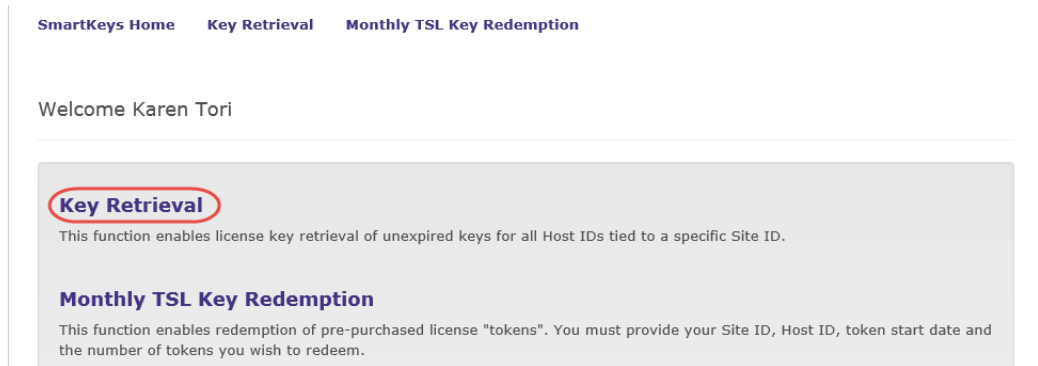 SmartKeys Home Key Retrieval Monthly TSL Key Redemption
Welcome Karen Tori
Key Retrieval
This function enables license key retrieval of unexpired keys for all Host IDs tied to a specific Site ID.
Monthly TSL Key Redemption
This function enables redemption of pre-purchased license "tokens". You must provide your Site ID, Host ID, token start date and
the number of tokens you wish to redeem.